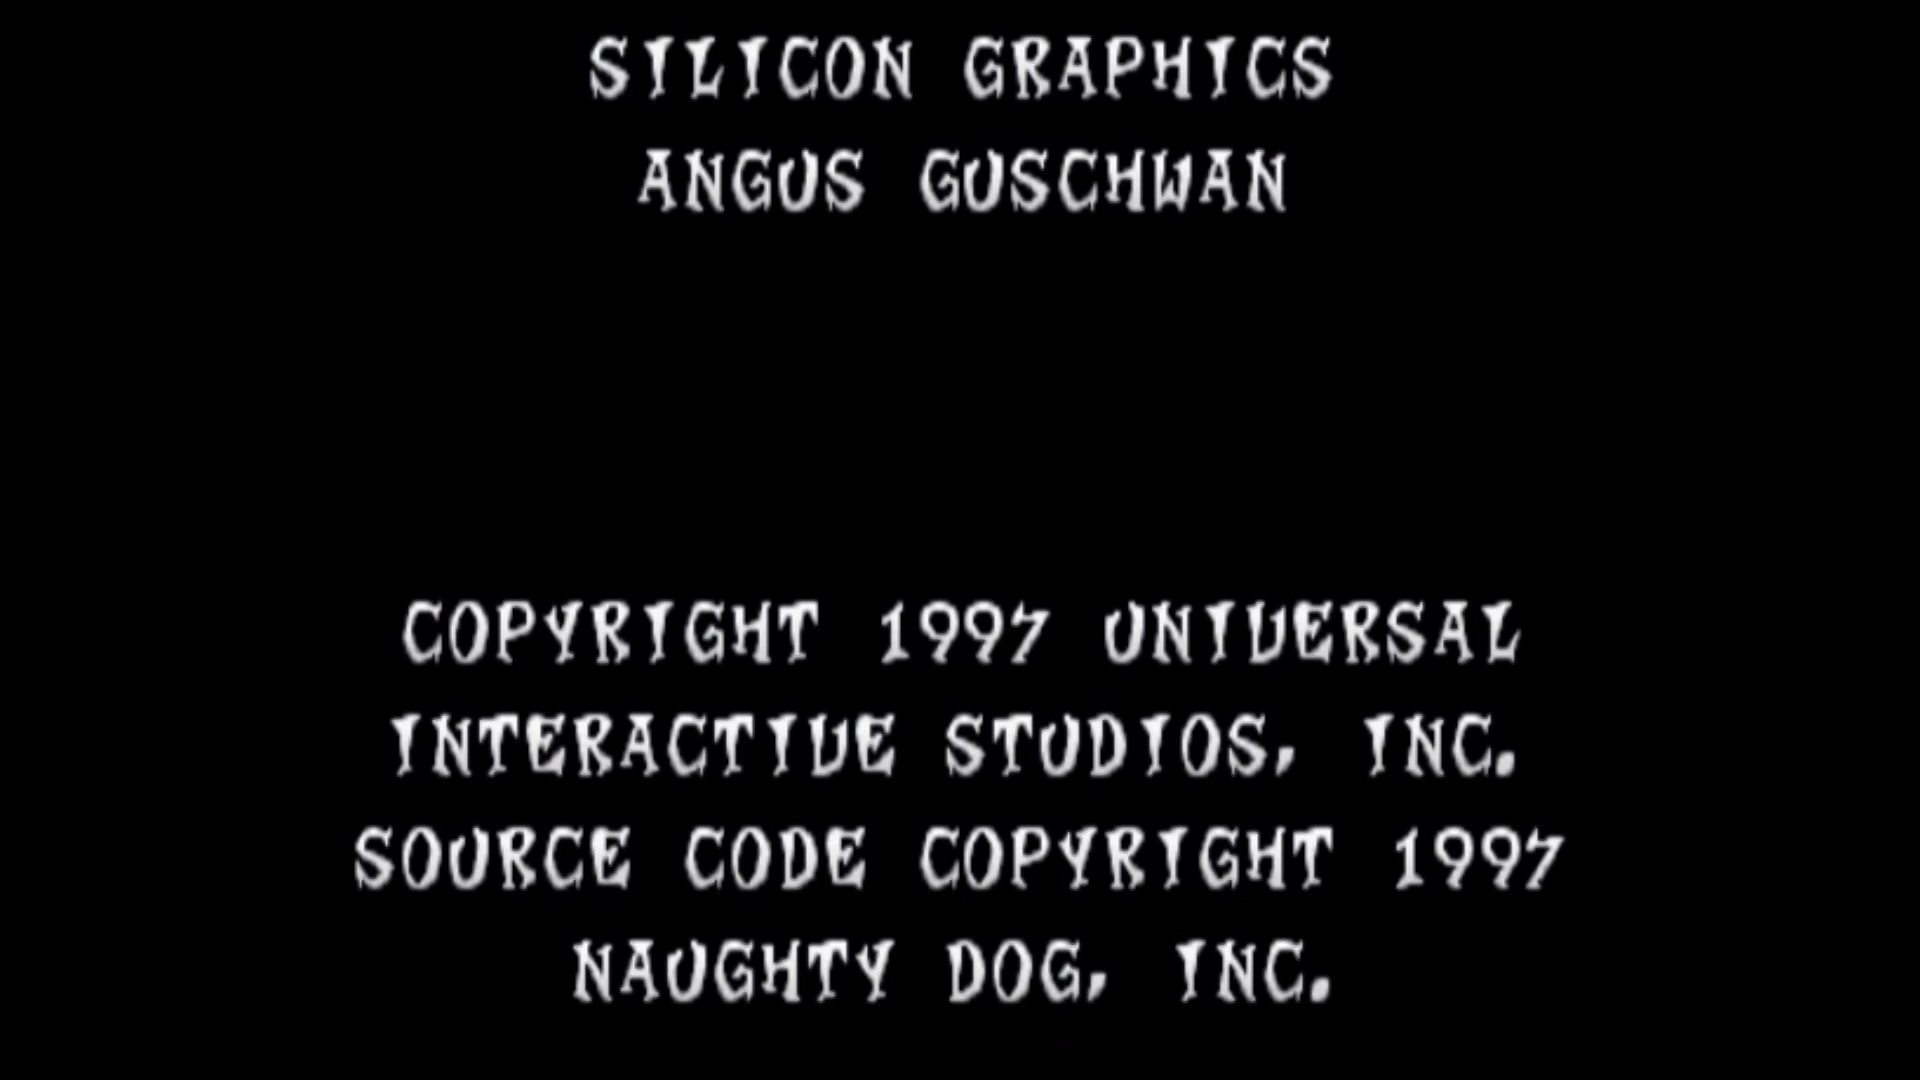 SILICON GRAPHICS
ANGUS GUSCHWAN
COPYRIGHT 1997 UNIVERSAL
INTERACTIVE STUDIOS, INC.
SOURCE CODE COPYRIGHT 1997
NAUGHTY DOG, INC.